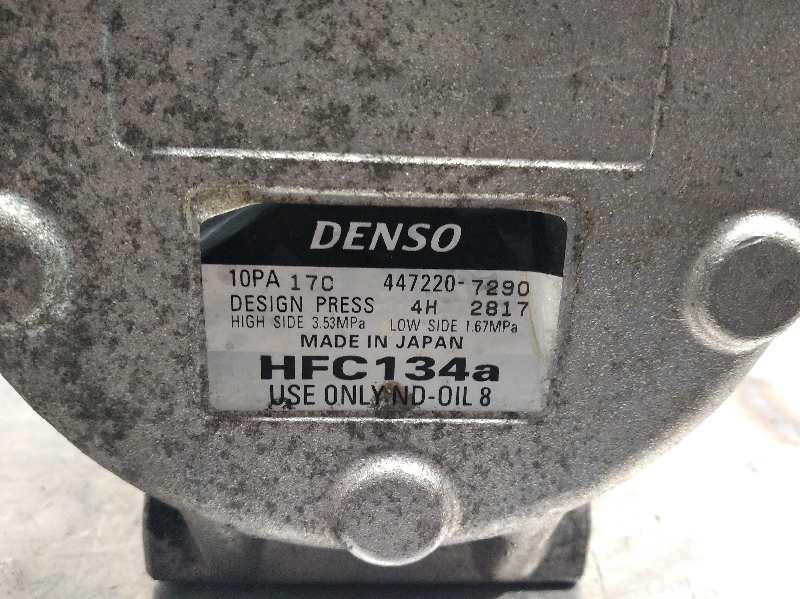 DENSO
10PA 17C 447220-7290
DESIGN PRESS 4H 2817
HIGH SIDE 3.53MPa LOW SIDE 1.67MPa
MADE IN JAPAN
HFC134a
USE ONLY ND-OIL 8